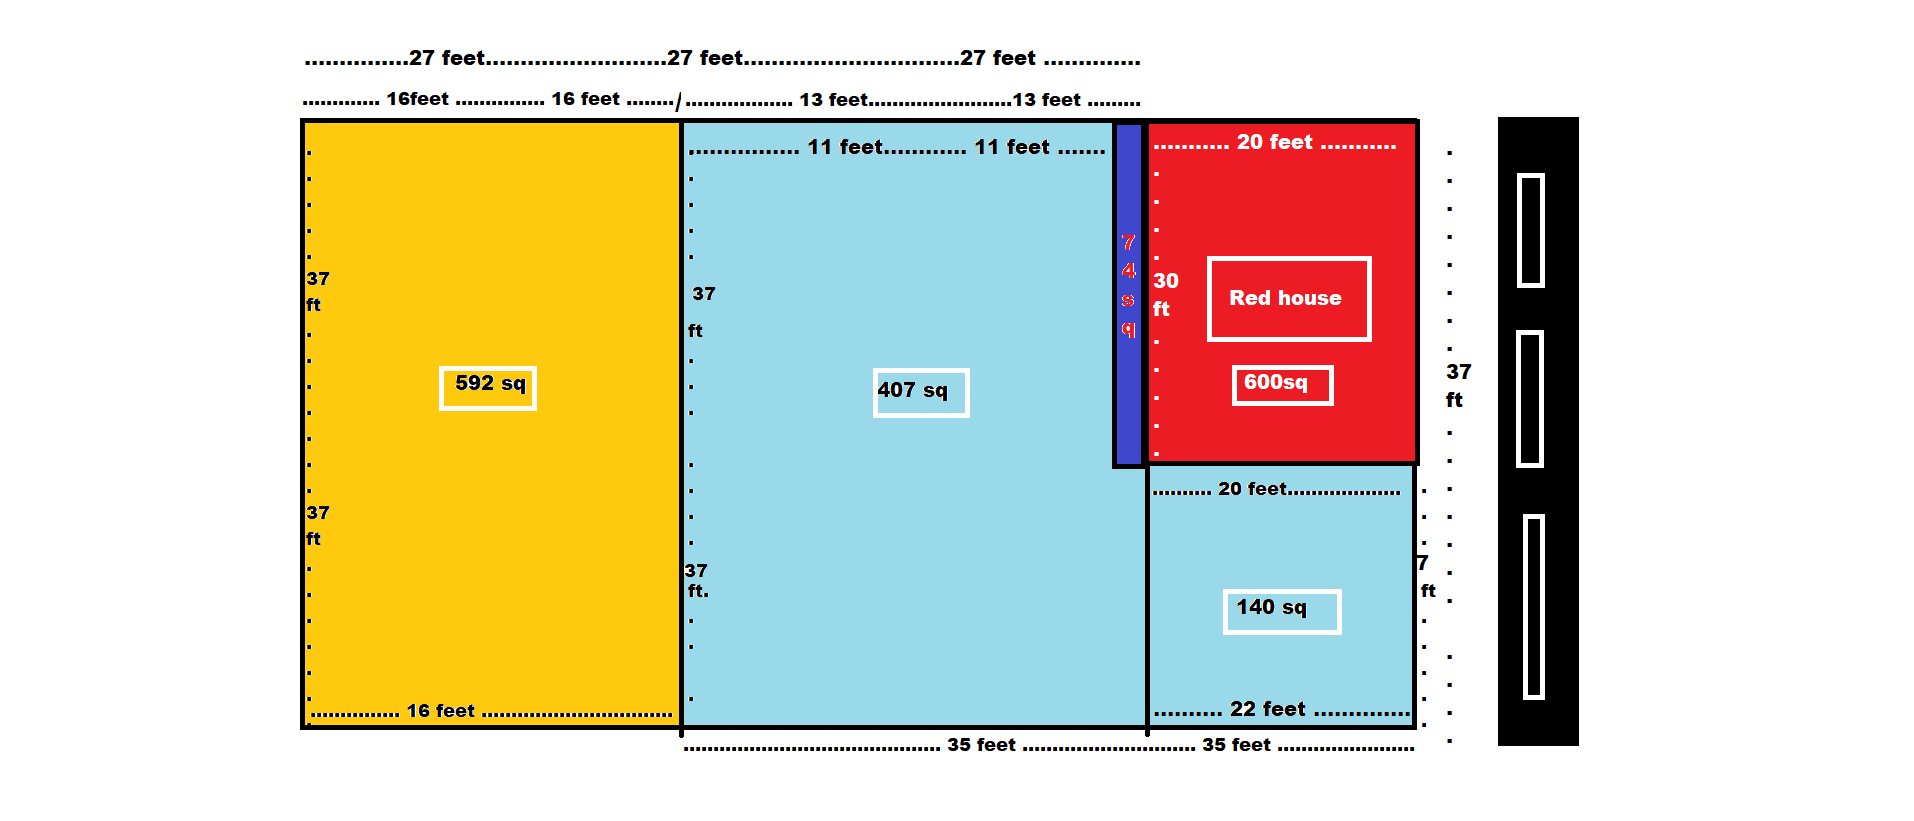 ...............27 feet..........................27 feet...............................27 feet ..............
............. 16feet ............... 16 feet ......../.................. 13 feet........................13 feet .........
................ 11 feet............ 11 feet .......
........... 20 feet ...........
37
ft
37
ft
7
4
s
q
30
ft
Red house
592 sq
407 sq
600sq
37
ft
.......... 20 feet...................
37
ft
37
ft.
7
ft
140 sq
............... 16 feet ................................
.......... 22 feet ..............
........................................... 35 feet ............................. 35 feet .......................